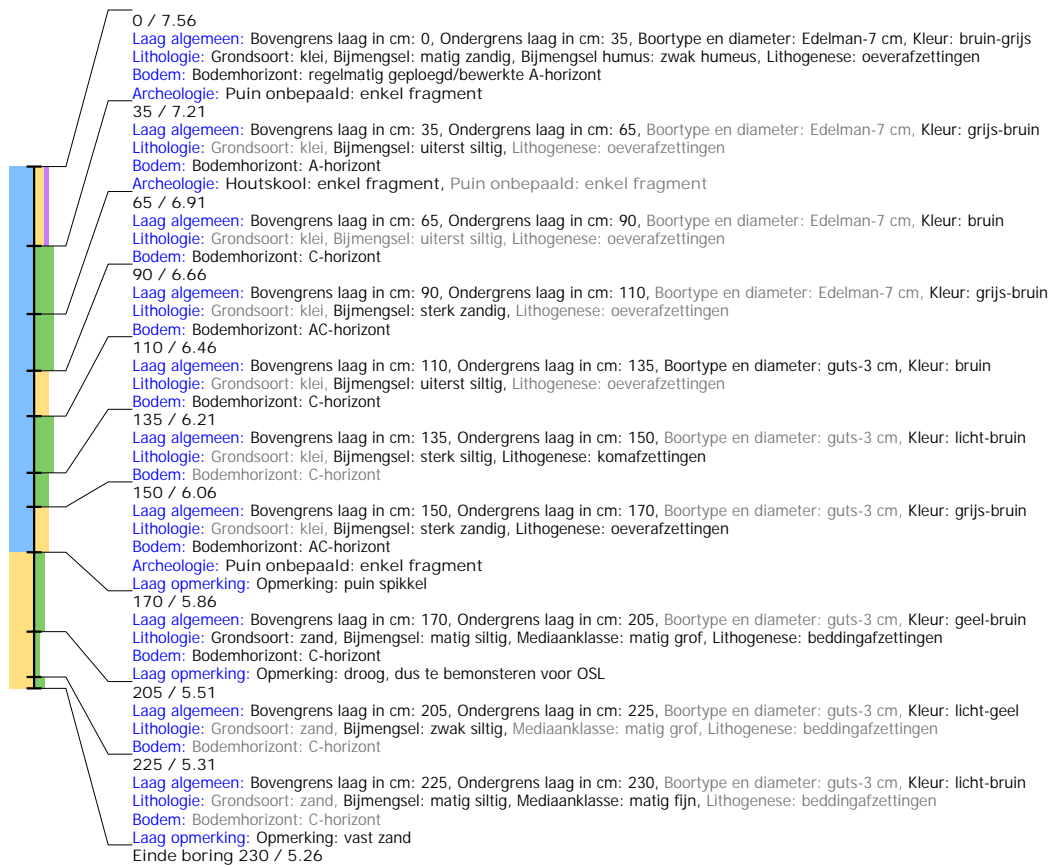 0 / 7.56
Laag algemeen: Bovengrens laag in cm: 0, Ondergrens laag in cm: 35, Boortype en diameter: Edelman-7 cm, Kleur: bruin-grijs
Lithologie: Grondsoort: klei, Bijmengsel: matig zandig, Bijmengsel humus: zwak humeus, Lithogenese: oeverafzettingen
Bodem: Bodemhorizont: regelmatig geploegd/bewerkte A-horizont
Archeologie: Puin onbepaald: enkel fragment
35 / 7.21
Laag algemeen: Bovengrens laag in cm: 35, Ondergrens laag in cm: 65, Boortype en diameter: Edelman-7 cm, Kleur: grijs-bruin
Lithologie: Grondsoort: klei, Bijmengsel: uiterst siltig, Lithogenese: oeverafzettingen
Bodem: Bodemhorizont: A-horizont
Archeologie: Houtskool: enkel fragment, Puin onbepaald: enkel fragment
65 / 6.91
Laag algemeen: Bovengrens laag in cm: 65, Ondergrens laag in cm: 90, Boortype en diameter: Edelman-7 cm, Kleur: bruin
Lithologie: Grondsoort: klei, Bijmengsel: uiterst siltig, Lithogenese: oeverafzettingen
Bodem: Bodemhorizont: C-horizont
90 / 6.66
Laag algemeen: Bovengrens laag in cm: 90, Ondergrens laag in cm: 110, Boortype en diameter: Edelman-7 cm, Kleur: grijs-bruin
Lithologie: Grondsoort: klei, Bijmengsel: sterk zandig, Lithogenese: oeverafzettingen
Bodem: Bodemhorizont: AC-horizont
110 / 6.46
Laag algemeen: Bovengrens laag in cm: 110, Ondergrens laag in cm: 135, Boortype en diameter: guts-3 cm, Kleur: bruin
Lithologie: Grondsoort: klei, Bijmengsel: uiterst siltig, Lithogenese: oeverafzettingen
Bodem: Bodemhorizont: C-horizont
135 / 6.21
Laag algemeen: Bovengrens laag in cm: 135, Ondergrens laag in cm: 150, Boortype en diameter: guts-3 cm, Kleur: licht-bruin
Lithologie: Grondsoort: klei, Bijmengsel: sterk siltig, Lithogenese: komafzettingen
Bodem: Bodemhorizont: C-horizont
150 / 6.06
Laag algemeen: Bovengrens laag in cm: 150, Ondergrens laag in cm: 170, Boortype en diameter: guts-3 cm, Kleur: grijs-bruin
Lithologie: Grondsoort: klei, Bijmengsel: sterk zandig, Lithogenese: oeverafzettingen
Bodem: Bodemhorizont: AC-horizont
Archeologie: Puin onbepaald: enkel fragment
Laag opmerking: Opmerking: puin spikkel
170 / 5.86
Laag algemeen: Bovengrens laag in cm: 170, Ondergrens laag in cm: 205, Boortype en diameter: guts-3 cm, Kleur: geel-bruin
Lithologie: Grondsoort: zand, Bijmengsel: matig siltig, Mediaanklasse: matig grof, Lithogenese: beddingafzettingen
Bodem: Bodemhorizont: C-horizont
Laag opmerking: Opmerking: droog, dus te bemonsteren voor OSL
205 / 5.51
Laag algemeen: Bovengrens laag in cm: 205, Ondergrens laag in cm: 225, Boortype en diameter: guts-3 cm, Kleur: licht-geel
Lithologie: Grondsoort: zand, Bijmengsel: zwak siltig, Mediaanklasse: matig grof, Lithogenese: beddingafzettingen
Bodem: Bodemhorizont: C-horizont
225 / 5.31
Laag algemeen: Bovengrens laag in cm: 225, Ondergrens laag in cm: 230, Boortype en diameter: guts-3 cm, Kleur: licht-bruin
Lithologie: Grondsoort: zand, Bijmengsel: matig siltig, Mediaanklasse: matig fijn, Lithogenese: beddingafzettingen
Bodem: Bodemhorizont: C-horizont
Laag opmerking: Opmerking: vast zand
Einde boring 230 / 5.26